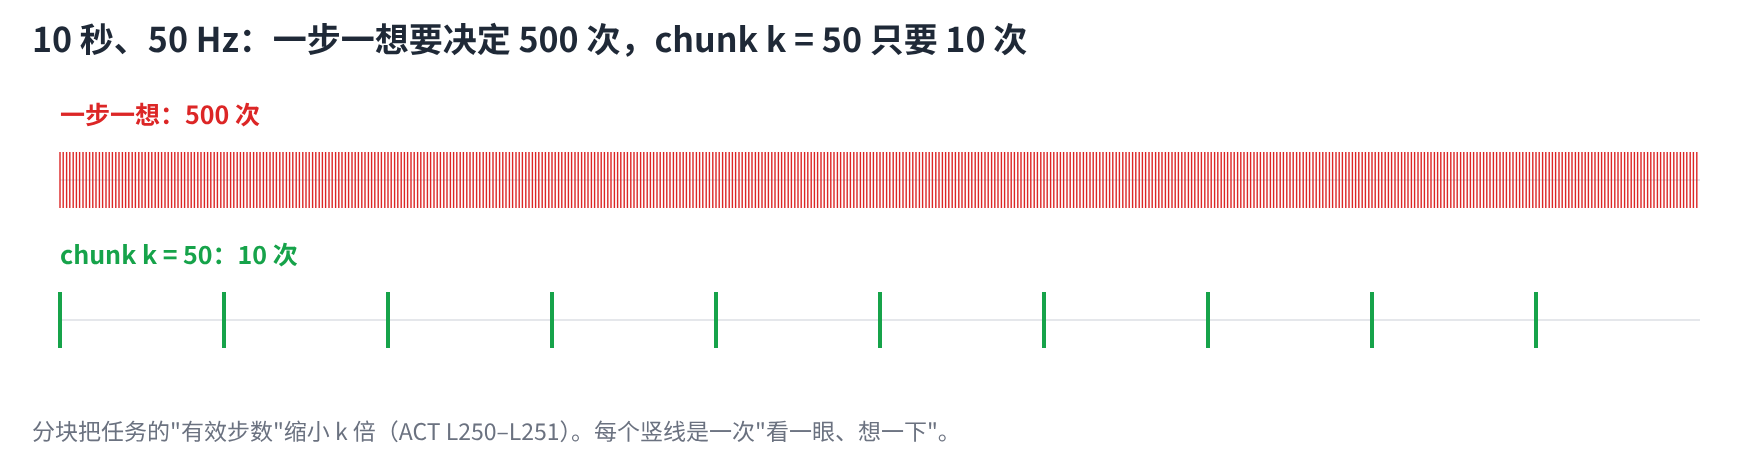 10 秒、50 Hz：一步一想要决定 500 次，chunk k = 50 只要 10 次
一步一想：500 次
chunk k = 50：10 次
分块把任务的"有效步数"缩小 k 倍（ACT L250–L251）。每个竖线是一次"看一眼、想一下"。